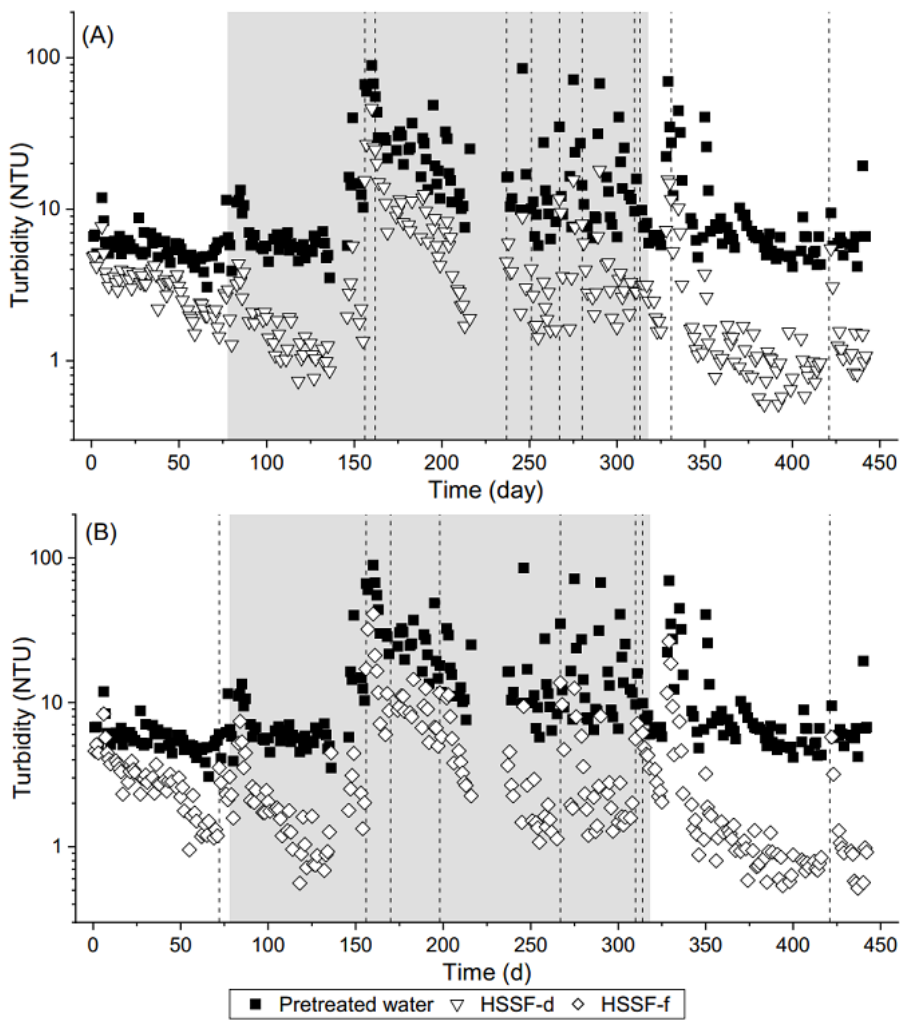 (A)
100
10
1
Turbidity (NTU)
0 50 100 150 200 250 300 350 400 450
Time (day)
(B)
100
10
1
Turbidity (NTU)
0 50 100 150 200 250 300 350 400 450
Time (d)
Pretreated water HSSF-d HSSF-f